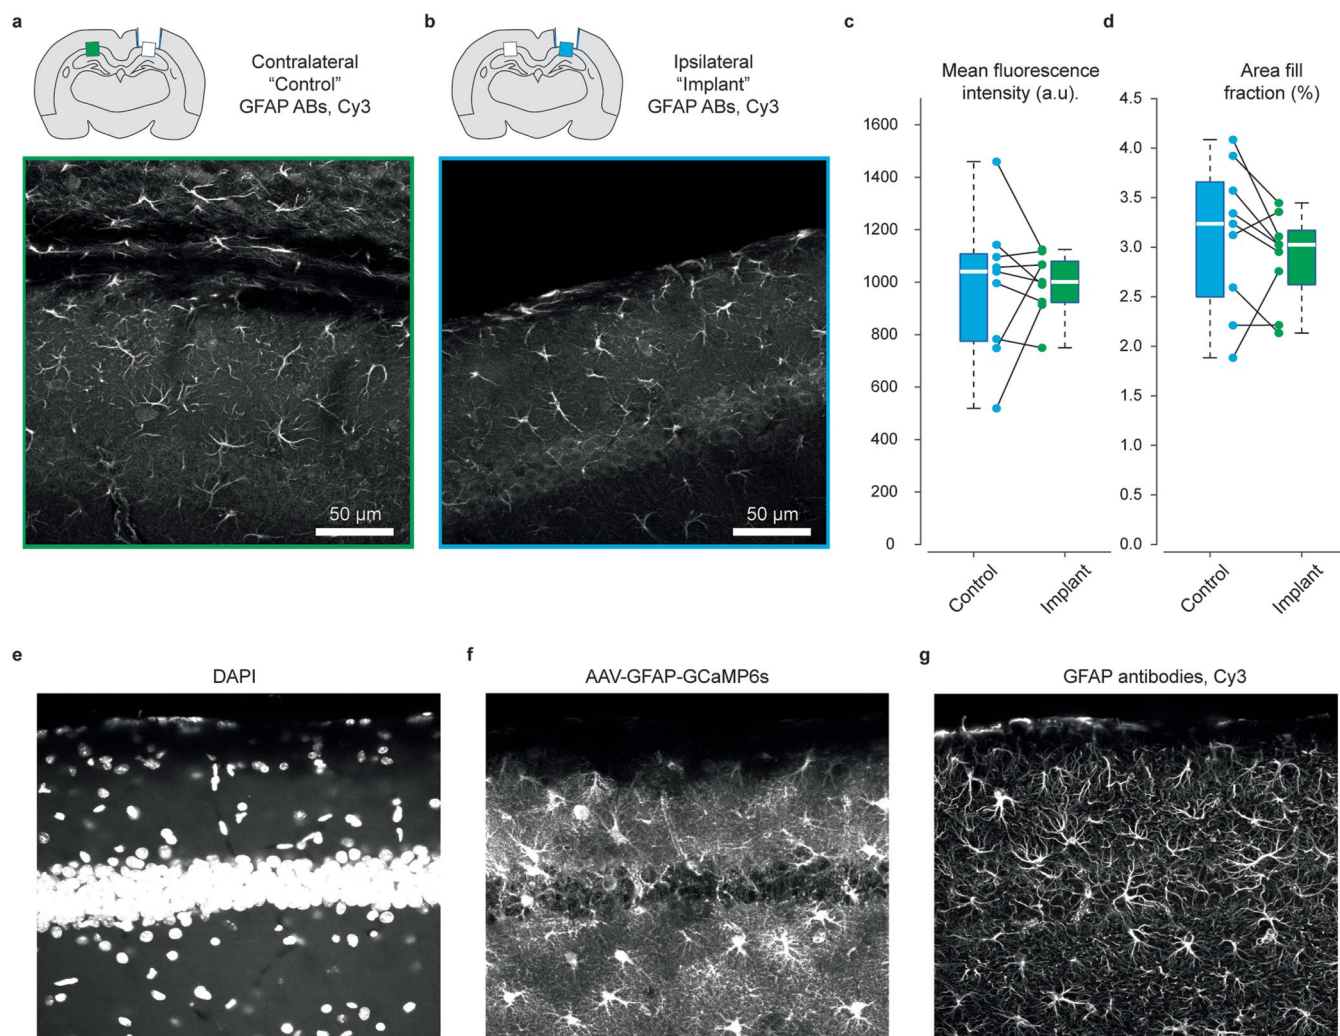 a
Contralateral
“Control”
GFAP ABs, Cy3
50 µm
b
Ipsilateral
“Implant”
GFAP ABs, Cy3
50 µm
c
Mean fluorescence
intensity (a.u).
1600
1400
1200
1000
800
600
400
200
0
Control
Implant
d
Area fill
fraction (%)
4.5
4.0
3.5
3.0
2.5
2.0
1.5
1.0
0.5
0.0
Control
Implant
e
DAPI
f
AAV-GFAP-GCaMP6s
g
GFAP antibodies, Cy3